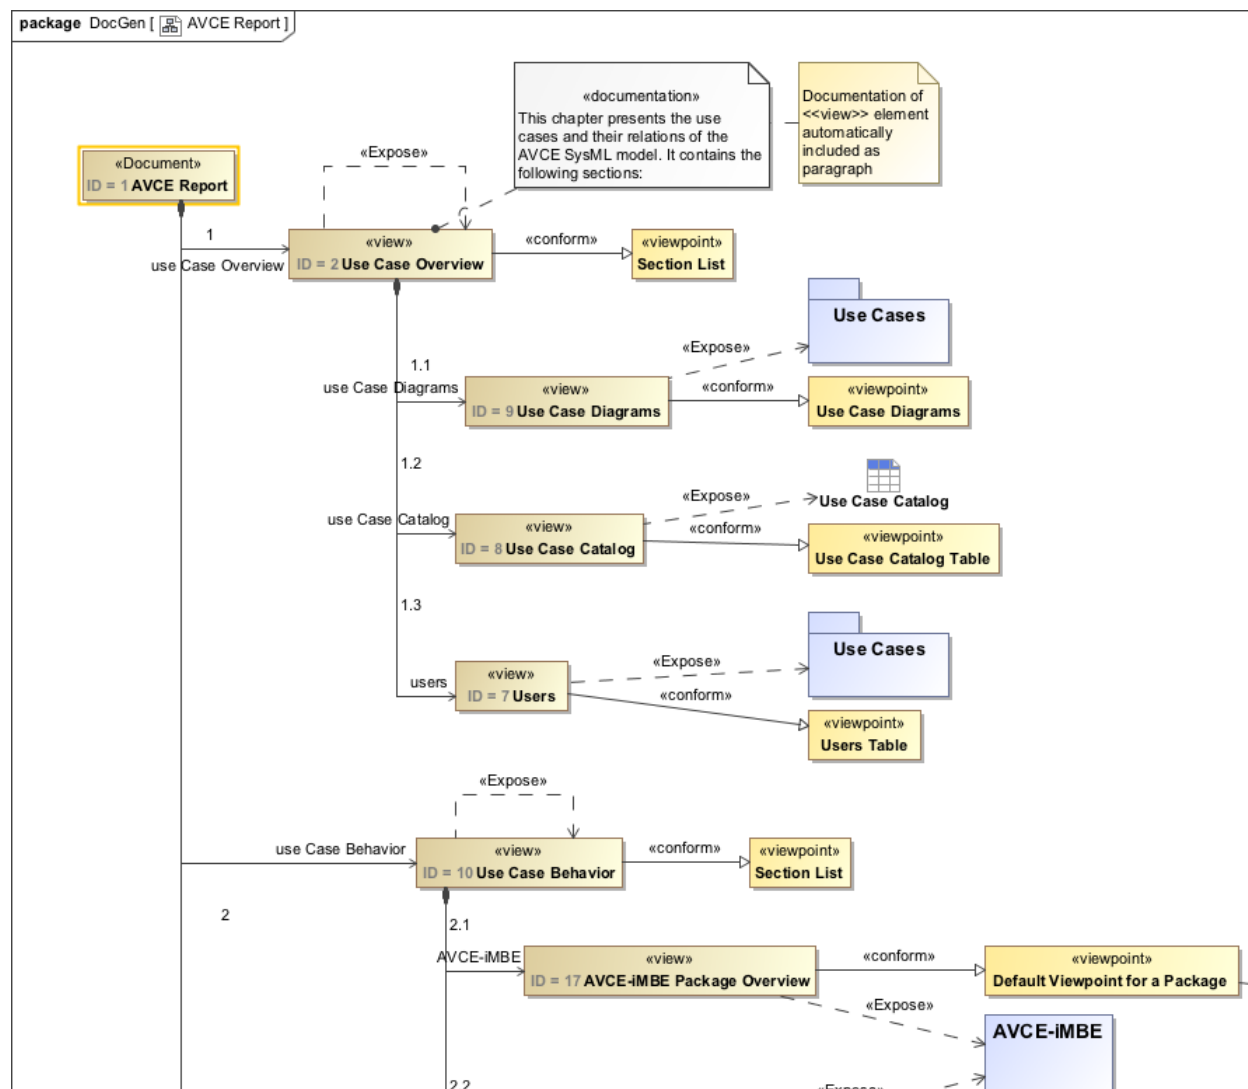 package DocGen [ AVCE Report ]
«documentation»
This chapter presents the use
cases and their relations of the
AVCE SysML model. It contains the
following sections:
Documentation of
<<view>> element
automatically
included as
paragraph
«Document»
ID = 1 AVCE Report
«Expose»
1
use Case Overview
«view»
ID = 2 Use Case Overview
«conform»
«viewpoint»
Section List
Use Cases
«Expose»
1.1
use Case Diagrams
«view»
ID = 9 Use Case Diagrams
«conform»
«viewpoint»
Use Case Diagrams
1.2
«Expose»
Use Case Catalog
use Case Catalog
«view»
ID = 8 Use Case Catalog
«conform»
«viewpoint»
Use Case Catalog Table
1.3
Use Cases
«Expose»
users
«view»
ID = 7 Users
«conform»
«viewpoint»
Users Table
«Expose»
use Case Behavior
«view»
ID = 10 Use Case Behavior
«conform»
«viewpoint»
Section List
2
2.1
AVCE-iMBE
«view»
ID = 17 AVCE-iMBE Package Overview
«conform»
«viewpoint»
Default Viewpoint for a Package
«Expose»
AVCE-iMBE
2.2
«Expose»